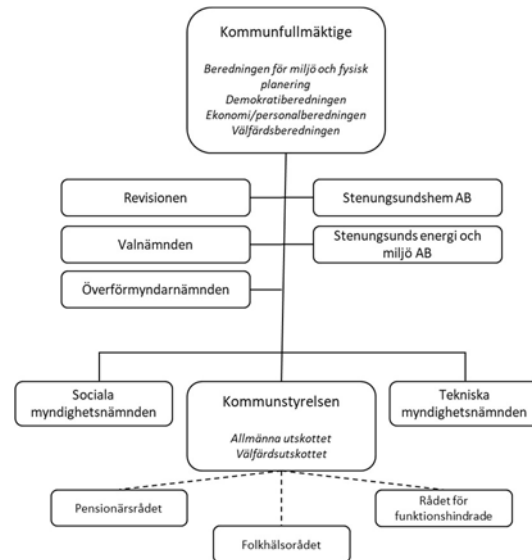 Kommunfullmäktige
Beredningen för miljö och fysisk
planering
Demokratiberedningen
Ekonomi/personalberedningen
Välfärdsberedningen
Revisionen
Stenungsundshem AB
Valnämnden
Stenungsunds energi och
miljö AB
Överförmyndarnämnden
Sociala
myndighetsnämnden
Kommunstyrelsen
Allmänna utskottet
Välfärdsutskottet
Tekniska
myndighetsnämnden
Pensionärsrådet
Folkhälsorådet
Rådet för
funktionshindrade